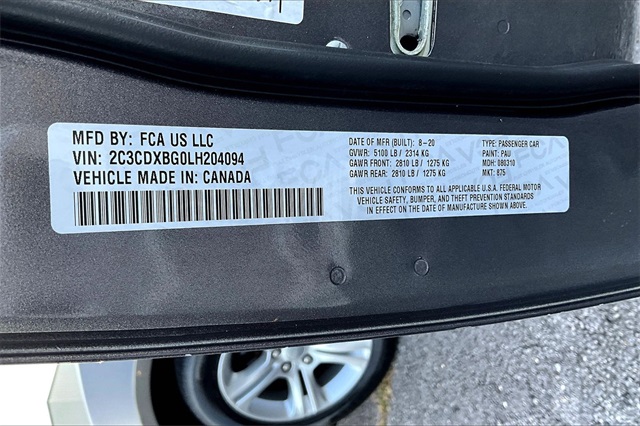 MFD BY: FCA US LLC
VIN: 2C3CDXBG0LH204094
VEHICLE MADE IN: CANADA
DATE OF MFR (BUILT): 8-20
GVWR: 5100 LB / 2314 KG
GAWR FRONT: 2810 LB / 1275 KG
GAWR REAR: 2810 LB / 1275 KG
TYPE: PASSENGER CAR
PAINT: PAU
MDH: 080310
MKT: 875
THIS VEHICLE CONFORMS TO ALL APPLICABLE U.S.A. FEDERAL MOTOR
VEHICLE SAFETY, BUMPER, AND THEFT PREVENTION STANDARDS
IN EFFECT ON THE DATE OF MANUFACTURE SHOWN ABOVE.